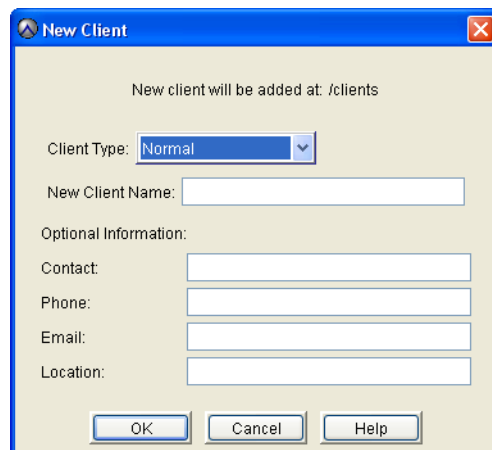 New Client
New client will be added at: /clients
Client Type: Normal
New Client Name:
Optional Information:
Contact:
Phone:
Email:
Location:
OK Cancel Help